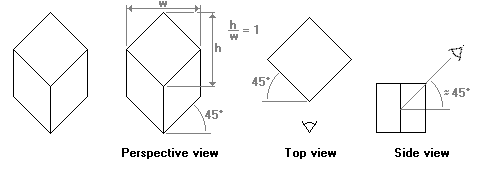 w
h
h/w = 1
45°
45°
≈45°
Perspective view
Top view
Side view